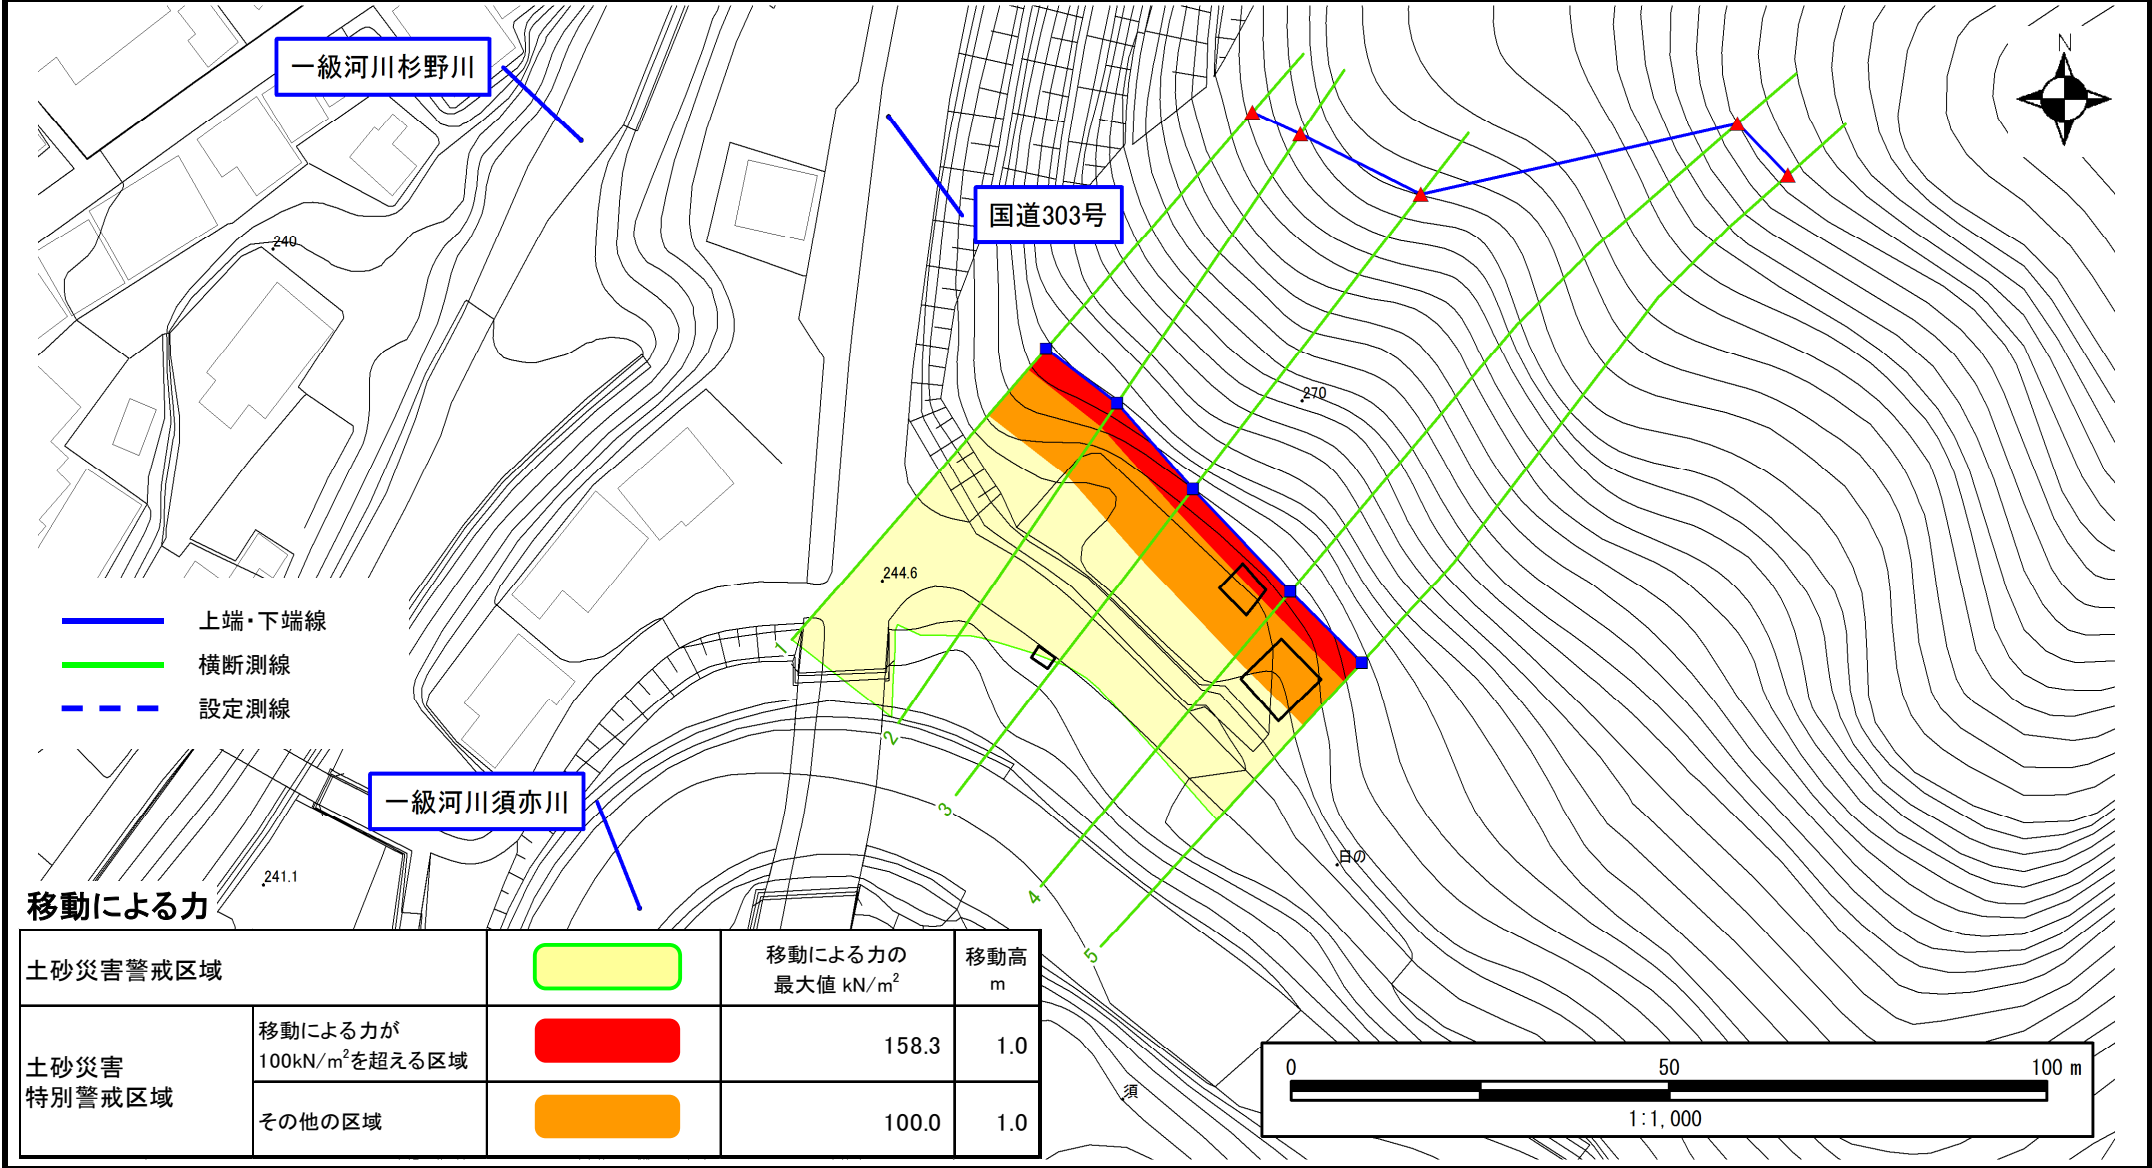 一級河川杉野川
N
国道303号
240
270
244.6
上端・下端線
横断測線
設定測線
1
2
3
4
5
一級河川須亦川
日の
241.1
須
移動による力
土砂災害警戒区域
移動による力の
最大値 kN/m²
移動高
m
土砂災害
特別警戒区域
移動による力が
100kN/m²を超える区域
158.3
1.0
その他の区域
100.0
1.0
0 50 100 m
1:1,000